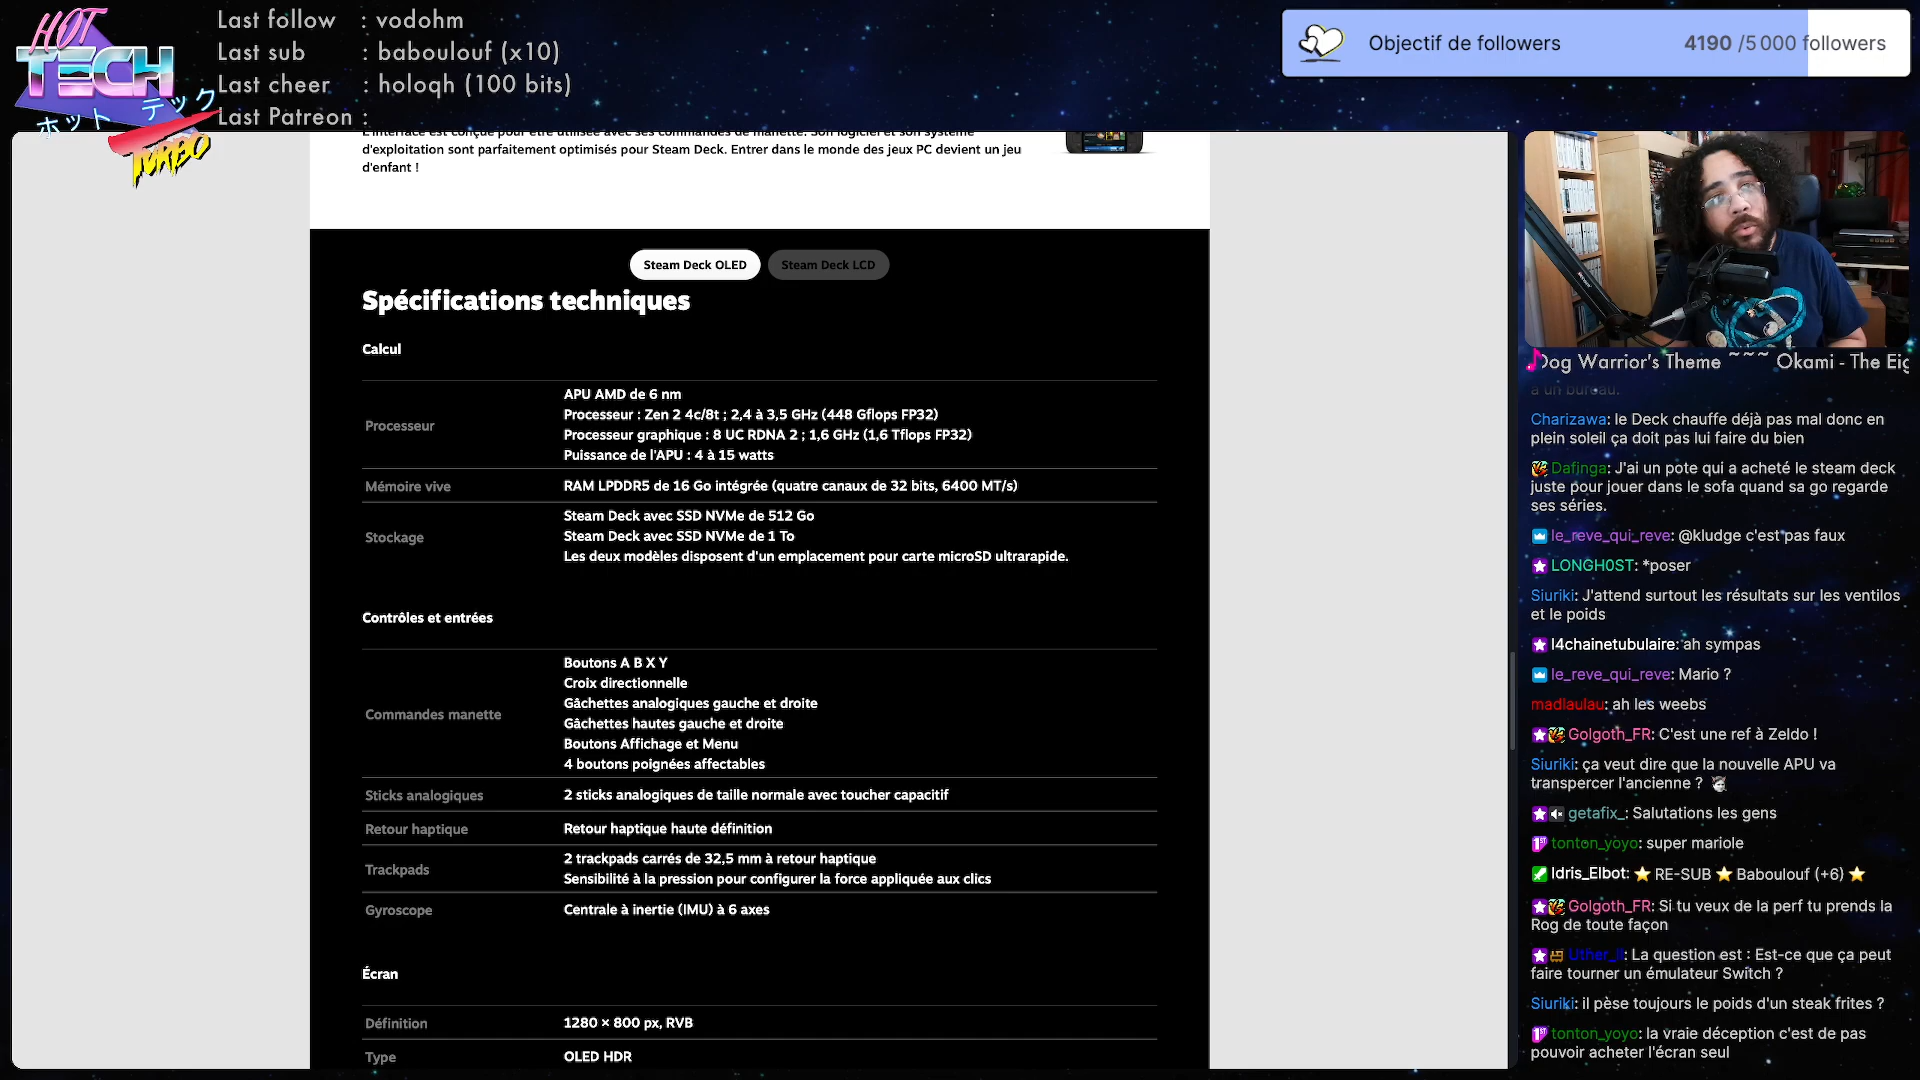 HOT
TECH
ホット テック
TURBO
Last follow : vodohm
Last sub : baboulouf (x10)
Last cheer : holoqh (100 bits)
Last Patreon :
Objectif de followers 4190 /5 000 followers
L'interface est conçue pour être utilisée avec ses commandes de manette. Son logiciel et son système
d'exploitation sont parfaitement optimisés pour Steam Deck. Entrer dans le monde des jeux PC devient un jeu
d'enfant !
Steam Deck OLED
Steam Deck LCD
Spécifications techniques
Calcul
Processeur
APU AMD de 6 nm
Processeur : Zen 2 4c/8t ; 2,4 à 3,5 GHz (448 Gflops FP32)
Processeur graphique : 8 UC RDNA 2 ; 1,6 GHz (1,6 Tflops FP32)
Puissance de l'APU : 4 à 15 watts
Mémoire vive
RAM LPDDR5 de 16 Go intégrée (quatre canaux de 32 bits, 6400 MT/s)
Stockage
Steam Deck avec SSD NVMe de 512 Go
Steam Deck avec SSD NVMe de 1 To
Les deux modèles disposent d'un emplacement pour carte microSD ultrarapide.
Contrôles et entrées
Commandes manette
Boutons A B X Y
Croix directionnelle
Gâchettes analogiques gauche et droite
Gâchettes hautes gauche et droite
Boutons Affichage et Menu
4 boutons poignées affectables
Sticks analogiques
2 sticks analogiques de taille normale avec toucher capacitif
Retour haptique
Retour haptique haute définition
Trackpads
2 trackpads carrés de 32,5 mm à retour haptique
Sensibilité à la pression pour configurer la force appliquée aux clics
Gyroscope
Centrale à inertie (IMU) à 6 axes
Écran
Définition
1280 × 800 px, RVB
Type
OLED HDR
Dog Warrior's Theme ~~~ Okami - The Eig
a un bureau.
Charizawa: le Deck chauffe déjà pas mal donc en
plein soleil ça doit pas lui faire du bien
Dafinga: J'ai un pote qui a acheté le steam deck
juste pour jouer dans le sofa quand sa go regarde
ses séries.
le_reve_qui_reve: @kludge c'est pas faux
LONGH0ST: *poser
Siuriki: J'attend surtout les résultats sur les ventilos
et le poids
l4chainetubulaire: ah sympas
le_reve_qui_reve: Mario ?
madlaulau: ah les weebs
Golgoth_FR: C'est une ref à Zeldo !
Siuriki: ça veut dire que la nouvelle APU va
transpercer l'ancienne ?
getafix_: Salutations les gens
tonton_yoyo: super mariole
Idris_Elbot: ⭐ RE-SUB ⭐ Baboulouf (+6) ⭐
Golgoth_FR: Si tu veux de la perf tu prends la
Rog de toute façon
La question est : Est-ce que ça peut
faire tourner un émulateur Switch ?
Siuriki: il pèse toujours le poids d'un steak frites ?
tonton_yoyo: la vraie déception c'est de pas
pouvoir acheter l'écran seul